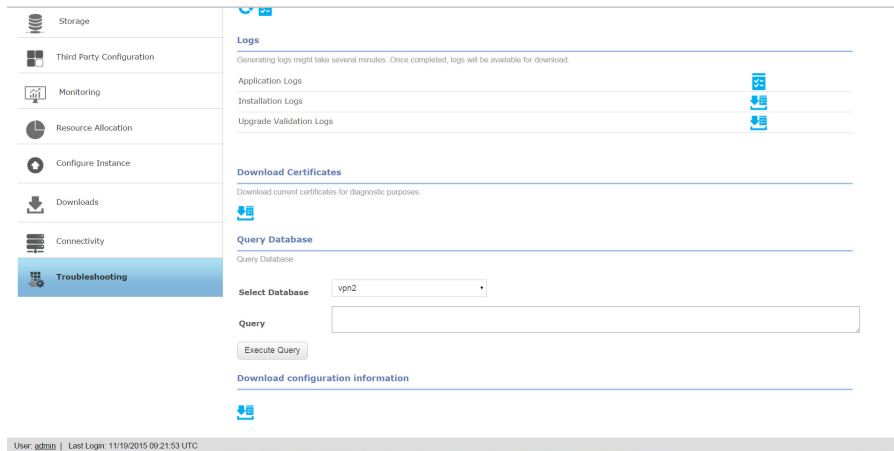 Storage
Third Party Configuration
Monitoring
Resource Allocation
Configure Instance
Downloads
Connectivity
Troubleshooting
Logs
Generating logs might take several minutes. Once completed, logs will be available for download.
Application Logs
Installation Logs
Upgrade Validation Logs
Download Certificates
Download current certificates for diagnostic purposes.
Query Database
Query Database
Select Database vpn2
Query
Execute Query
Download configuration information
User: admin | Last Login: 11/19/2015 09:21:53 UTC